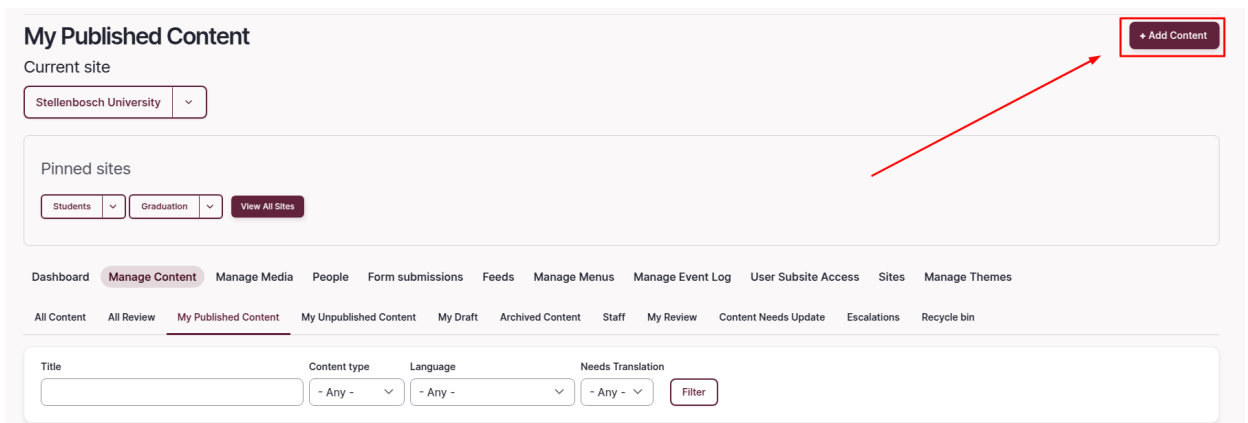 My Published Content
+ Add Content
Current site
Stellenbosch University
Pinned sites
Students Graduation View All Sites
Dashboard Manage Content Manage Media People Form submissions Feeds Manage Menus Manage Event Log User Subsite Access Sites Manage Themes
All Content All Review My Published Content My Unpublished Content My Draft Archived Content Staff My Review Content Needs Update Escalations Recycle bin
Title Content type Language Needs Translation
- Any - - Any - - Any - Filter